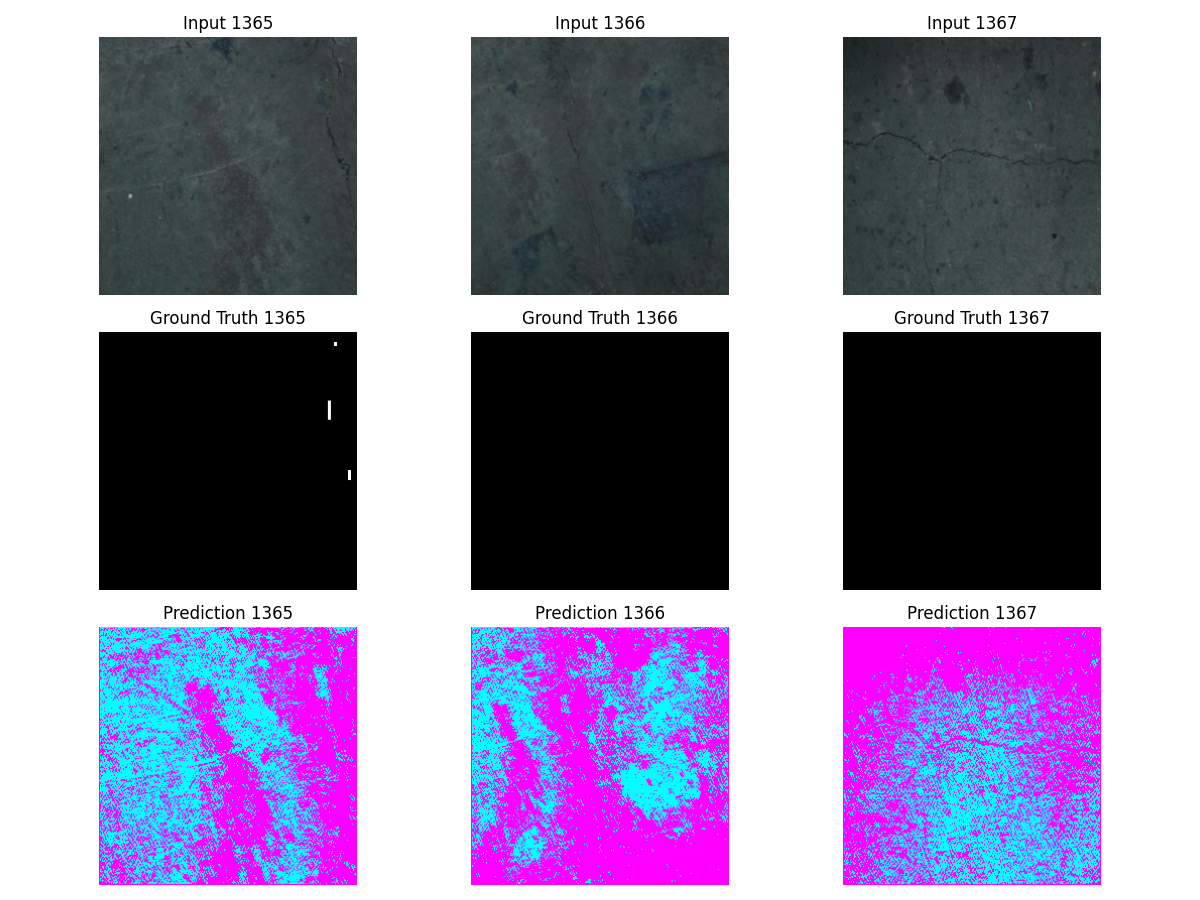 Input 1365
Input 1366
Input 1367
Ground Truth 1365
Ground Truth 1366
Ground Truth 1367
Prediction 1365
Prediction 1366
Prediction 1367